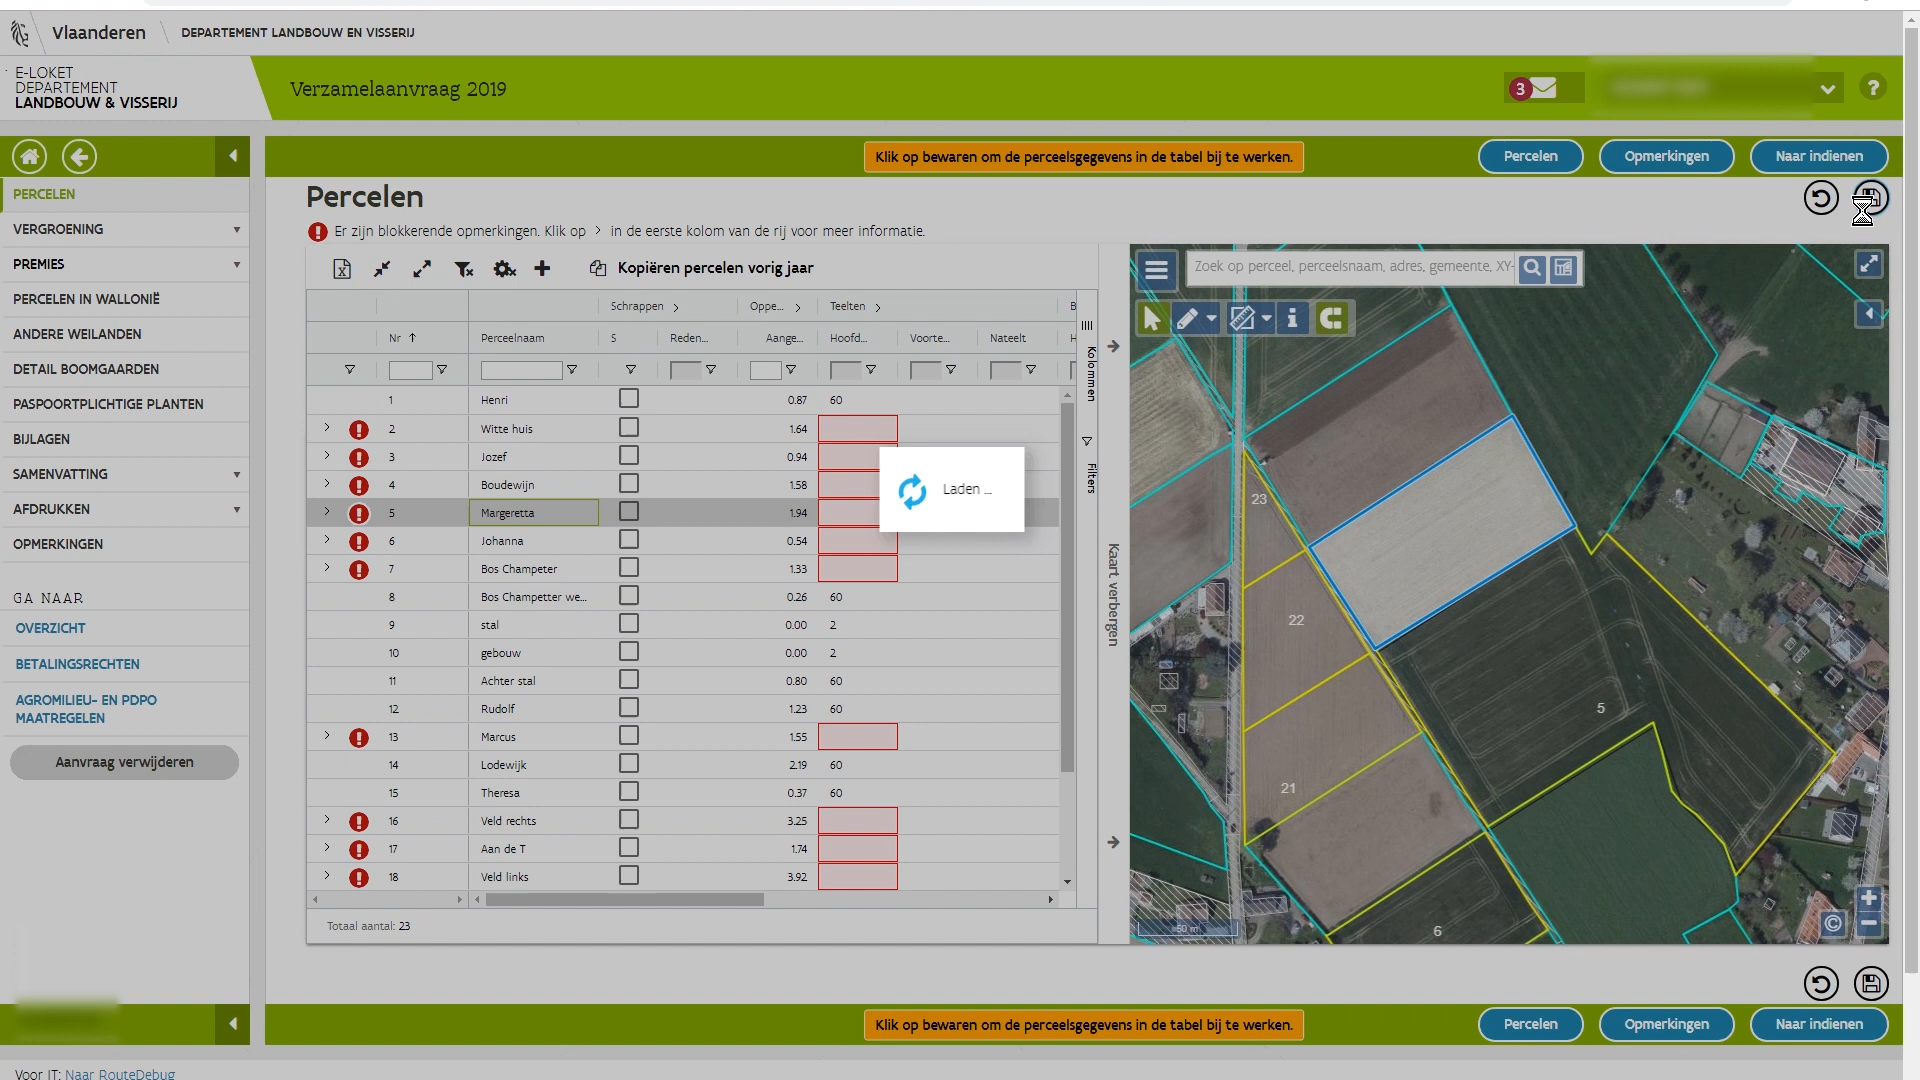 Vlaanderen
DEPARTEMENT LANDBOUW EN VISSERIJ
E-LOKET
DEPARTEMENT
LANDBOUW & VISSERIJ
Verzamelaanvraag 2019
3
?
Klik op bewaren om de perceelsgegevens in de tabel bij te werken.
Percelen
Opmerkingen
Naar indienen
PERCELEN
VERGROENING
PREMIES
PERCELEN IN WALLONIË
ANDERE WEILANDEN
DETAIL BOOMGAARDEN
PASPOORTPLICHTIGE PLANTEN
BIJLAGEN
SAMENVATTING
AFDRUKKEN
OPMERKINGEN
GA NAAR
OVERZICHT
BETALINGSRECHTEN
AGROMILIEU- EN PDPO
MAATREGELEN
Aanvraag verwijderen
Percelen
Er zijn blokkerende opmerkingen. Klik op > in de eerste kolom van de rij voor meer informatie.
Kopiëren percelen vorig jaar
Schrappen > Oppe... > Teelten > B
Nr Perceelnaam S Reden... Aange... Hoofd... Voorte... Nateelt H
1 Henri 0.87 60
2 Witte huis 1.64
3 Jozef 0.94
4 Boudewijn 1.58
5 Margeretta 1.94
6 Johanna 0.54
7 Bos Champeter 1.33
8 Bos Champetter we... 0.26 60
9 stal 0.00 2
10 gebouw 0.00 2
11 Achter stal 0.80 60
12 Rudolf 1.23 60
13 Marcus 1.55
14 Lodewijk 2.19 60
15 Theresa 0.37 60
16 Veld rechts 3.25
17 Aan de T 1.74
18 Veld links 3.92
Totaal aantal: 23
Kolommen
Filters
Kaart verbergen
Laden ...
Zoek op perceel, perceelsnaam, adres, gemeente, XY-
23
22
5
21
6
50 m
©
Klik op bewaren om de perceelsgegevens in de tabel bij te werken.
Percelen
Opmerkingen
Naar indienen
Voor IT: Naar RouteDebug